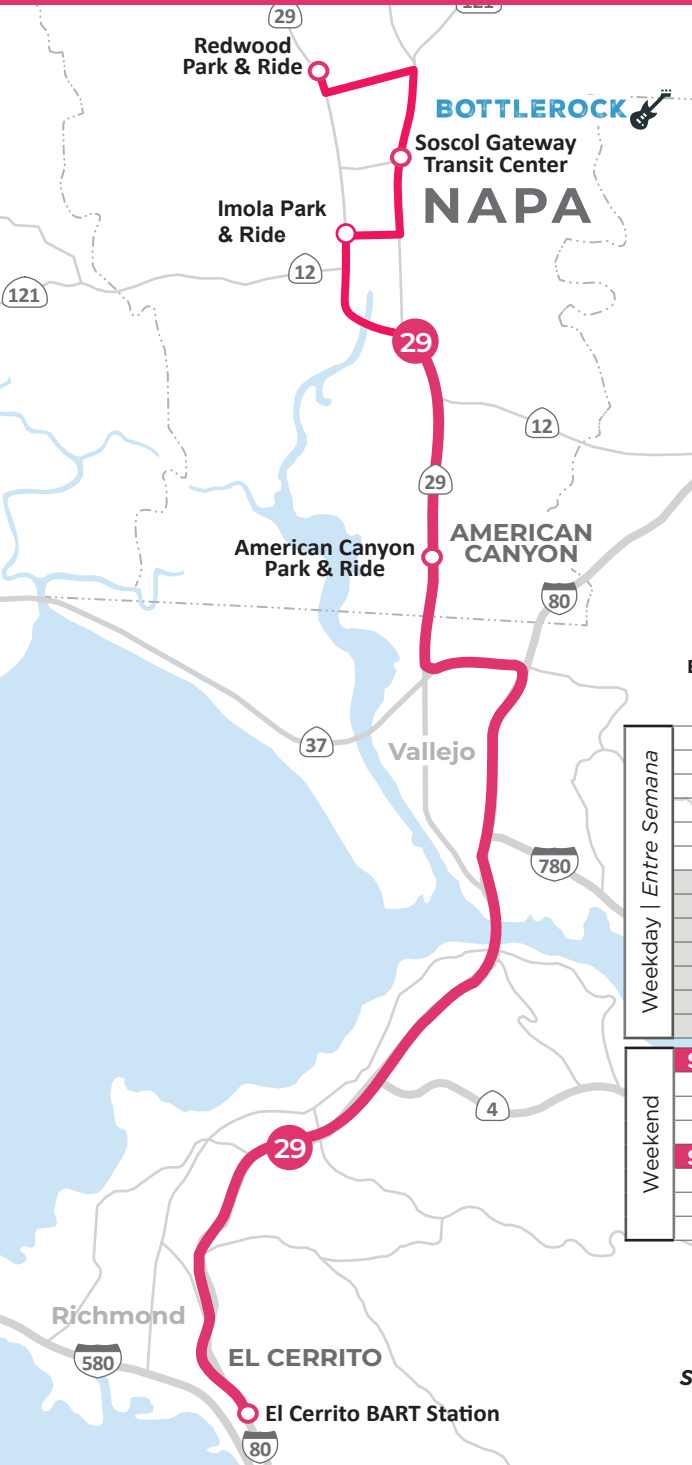 29
121
Redwood
Park & Ride
BOTTLEROCK
Soscol Gateway
Transit Center
NAPA
Imola Park
& Ride
12
121
29
12
29
AMERICAN
CANYON
American Canyon
Park & Ride
80
37
Vallejo
780
Weekday | Entre Semana
4
Weekend
29
Richmond
580
EL CERRITO
El Cerrito BART Station
80